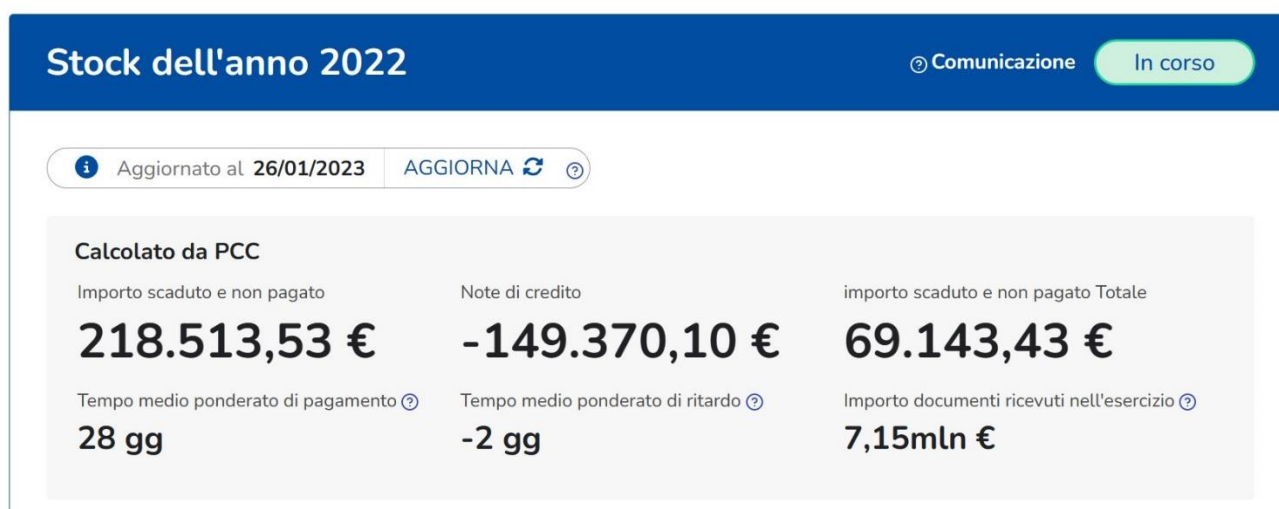 Stock dell'anno 2022
Comunicazione In corso
Aggiornato al 26/01/2023 AGGIORNA
Calcolato da PCC
Importo scaduto e non pagato Note di credito importo scaduto e non pagato Totale
218.513,53 € -149.370,10 € 69.143,43 €
Tempo medio ponderato di pagamento Tempo medio ponderato di ritardo Importo documenti ricevuti nell'esercizio
28 gg -2 gg 7,15mln €